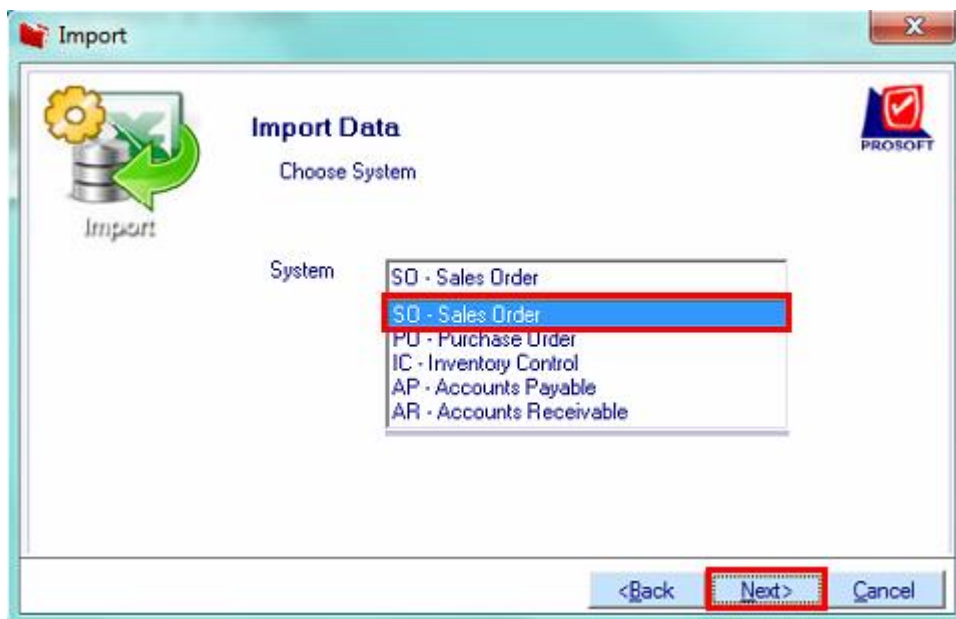 Import
X
Import Data
PROSOFT
Choose System
Import
System
SO - Sales Order
SO - Sales Order
PO - Purchase Order
IC - Inventory Control
AP - Accounts Payable
AR - Accounts Receivable
<Back
Next>
Cancel